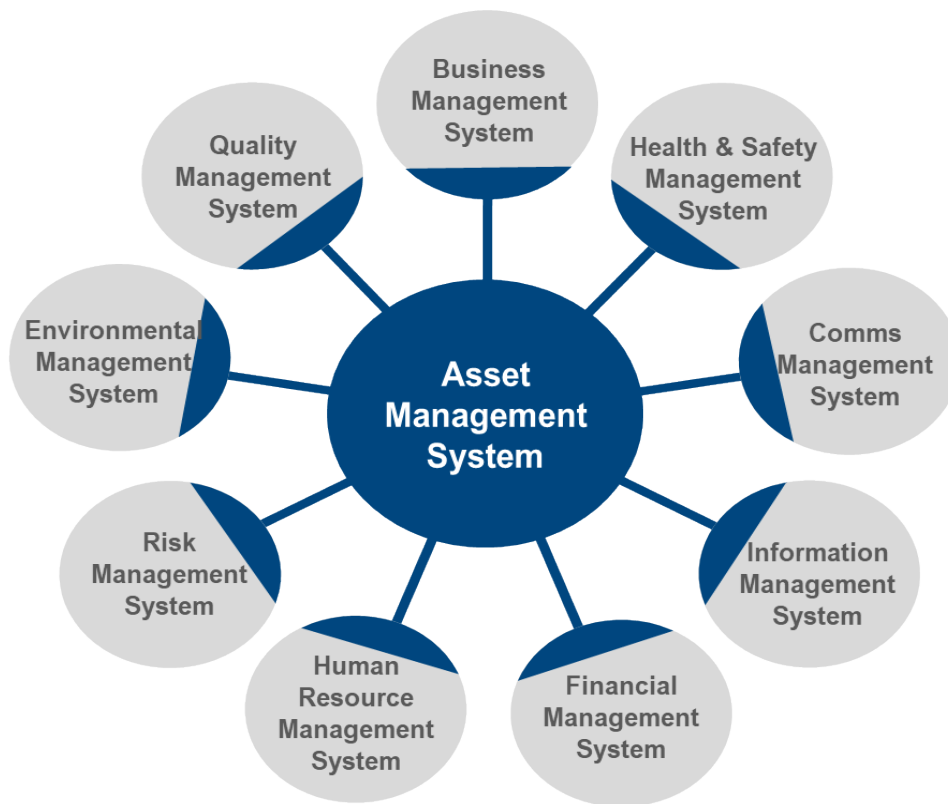 Business
Management
System
Health & Safety
Management
System
Comms
Management
System
Information
Management
System
Financial
Management
System
Human
Resource
Management
System
Risk
Management
System
Environmental
Management
System
Quality
Management
System
Asset
Management
System